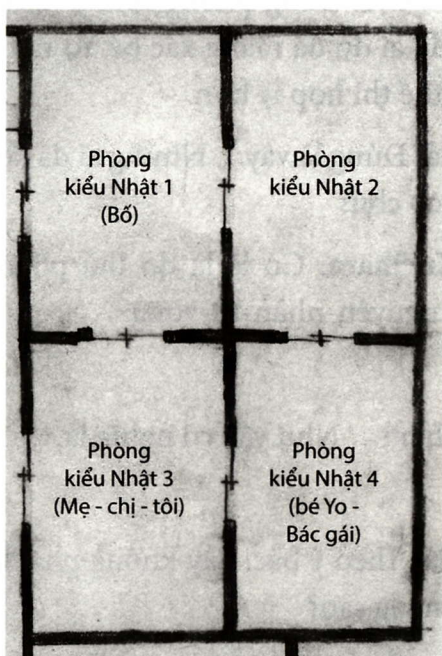 Phòng
kiểu Nhật 1
(Bố)
Phòng
kiểu Nhật 2
Phòng
kiểu Nhật 3
(Mẹ - chị - tôi)
Phòng
kiểu Nhật 4
(bé Yo -
Bác gái)